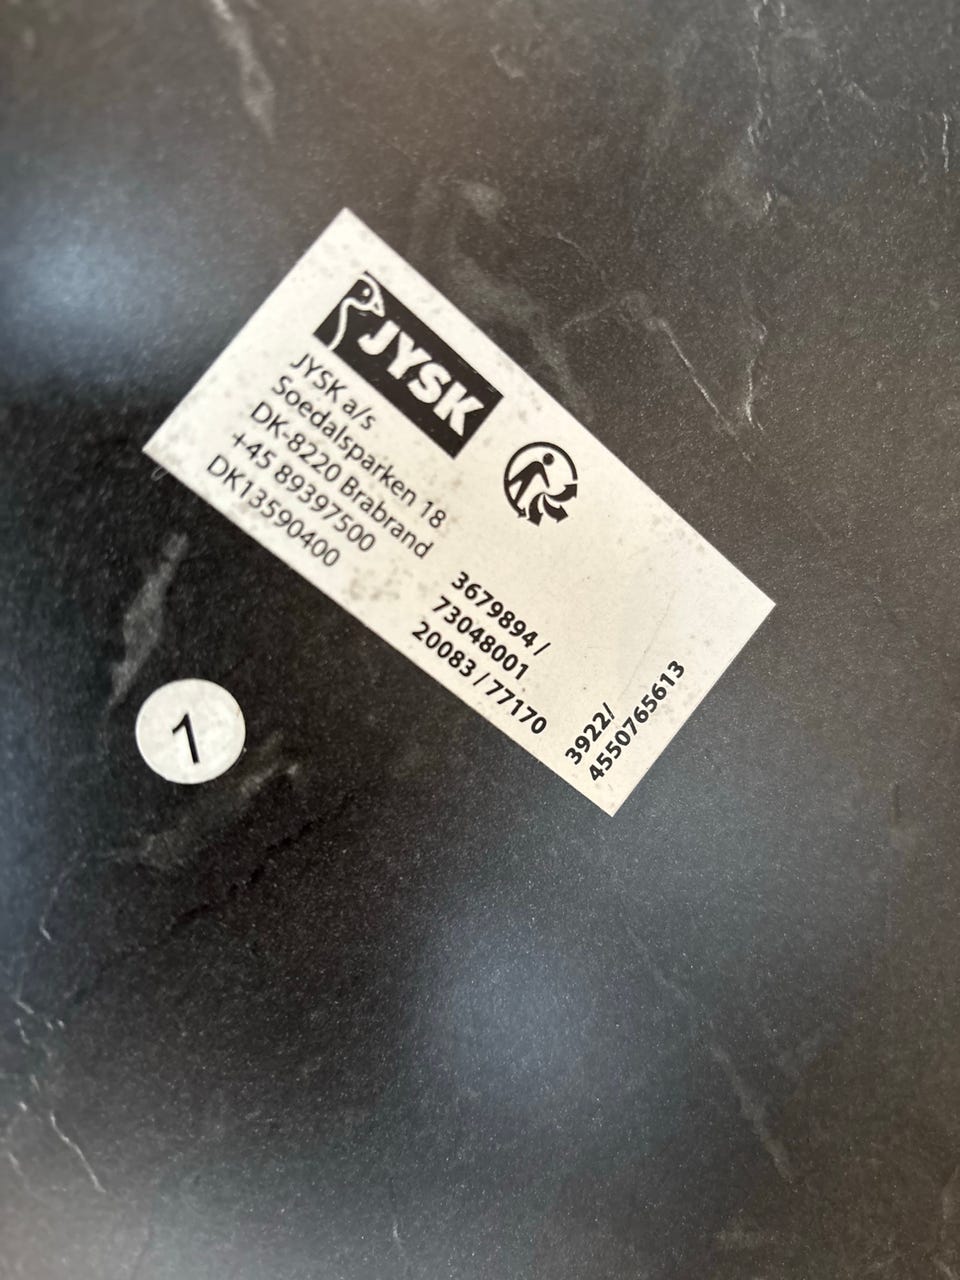 JYSK
JYSK a/s
Soedalsparken 18
DK-8220 Brabrand
+45 89397500
DK13590400
3679894 /
73048001
20083 / 77170
3922/
4550765613
1